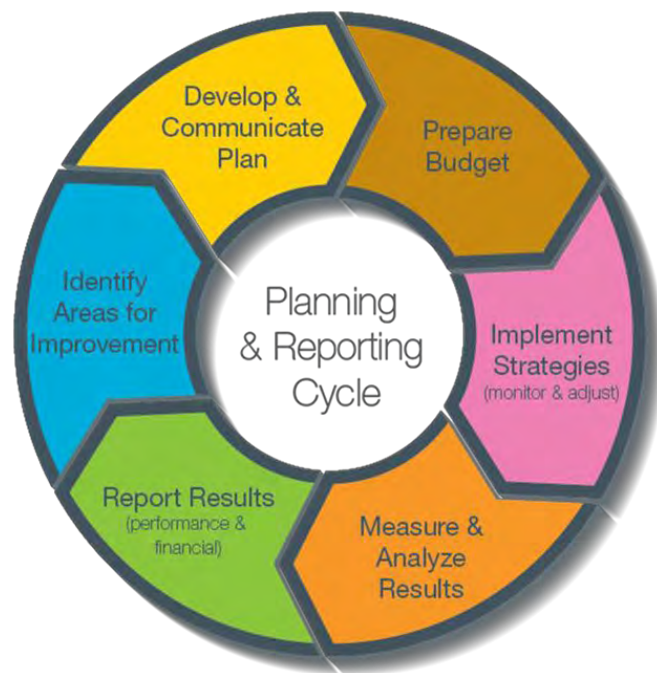 Develop &
Communicate
Plan
Prepare
Budget
Implement
Strategies
(monitor & adjust)
Measure &
Analyze
Results
Report Results
(performance &
financial)
Identify
Areas for
Improvement
Planning
& Reporting
Cycle